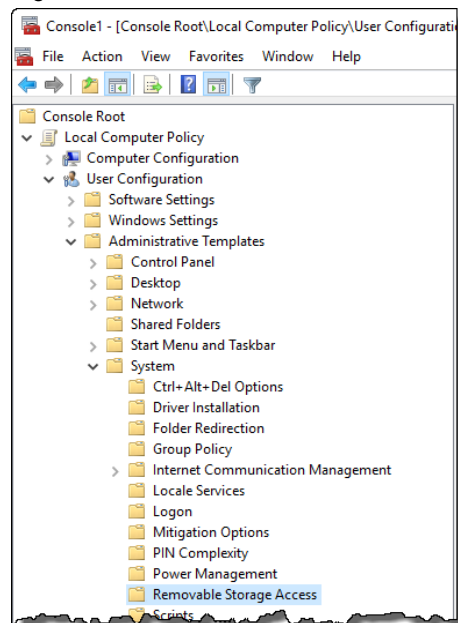 Console1 - [Console Root\Local Computer Policy\User Configurati
File Action View Favorites Window Help
Console Root
Local Computer Policy
Computer Configuration
User Configuration
Software Settings
Windows Settings
Administrative Templates
Control Panel
Desktop
Network
Shared Folders
Start Menu and Taskbar
System
Ctrl+Alt+Del Options
Driver Installation
Folder Redirection
Group Policy
Internet Communication Management
Locale Services
Logon
Mitigation Options
PIN Complexity
Power Management
Removable Storage Access
Scripts